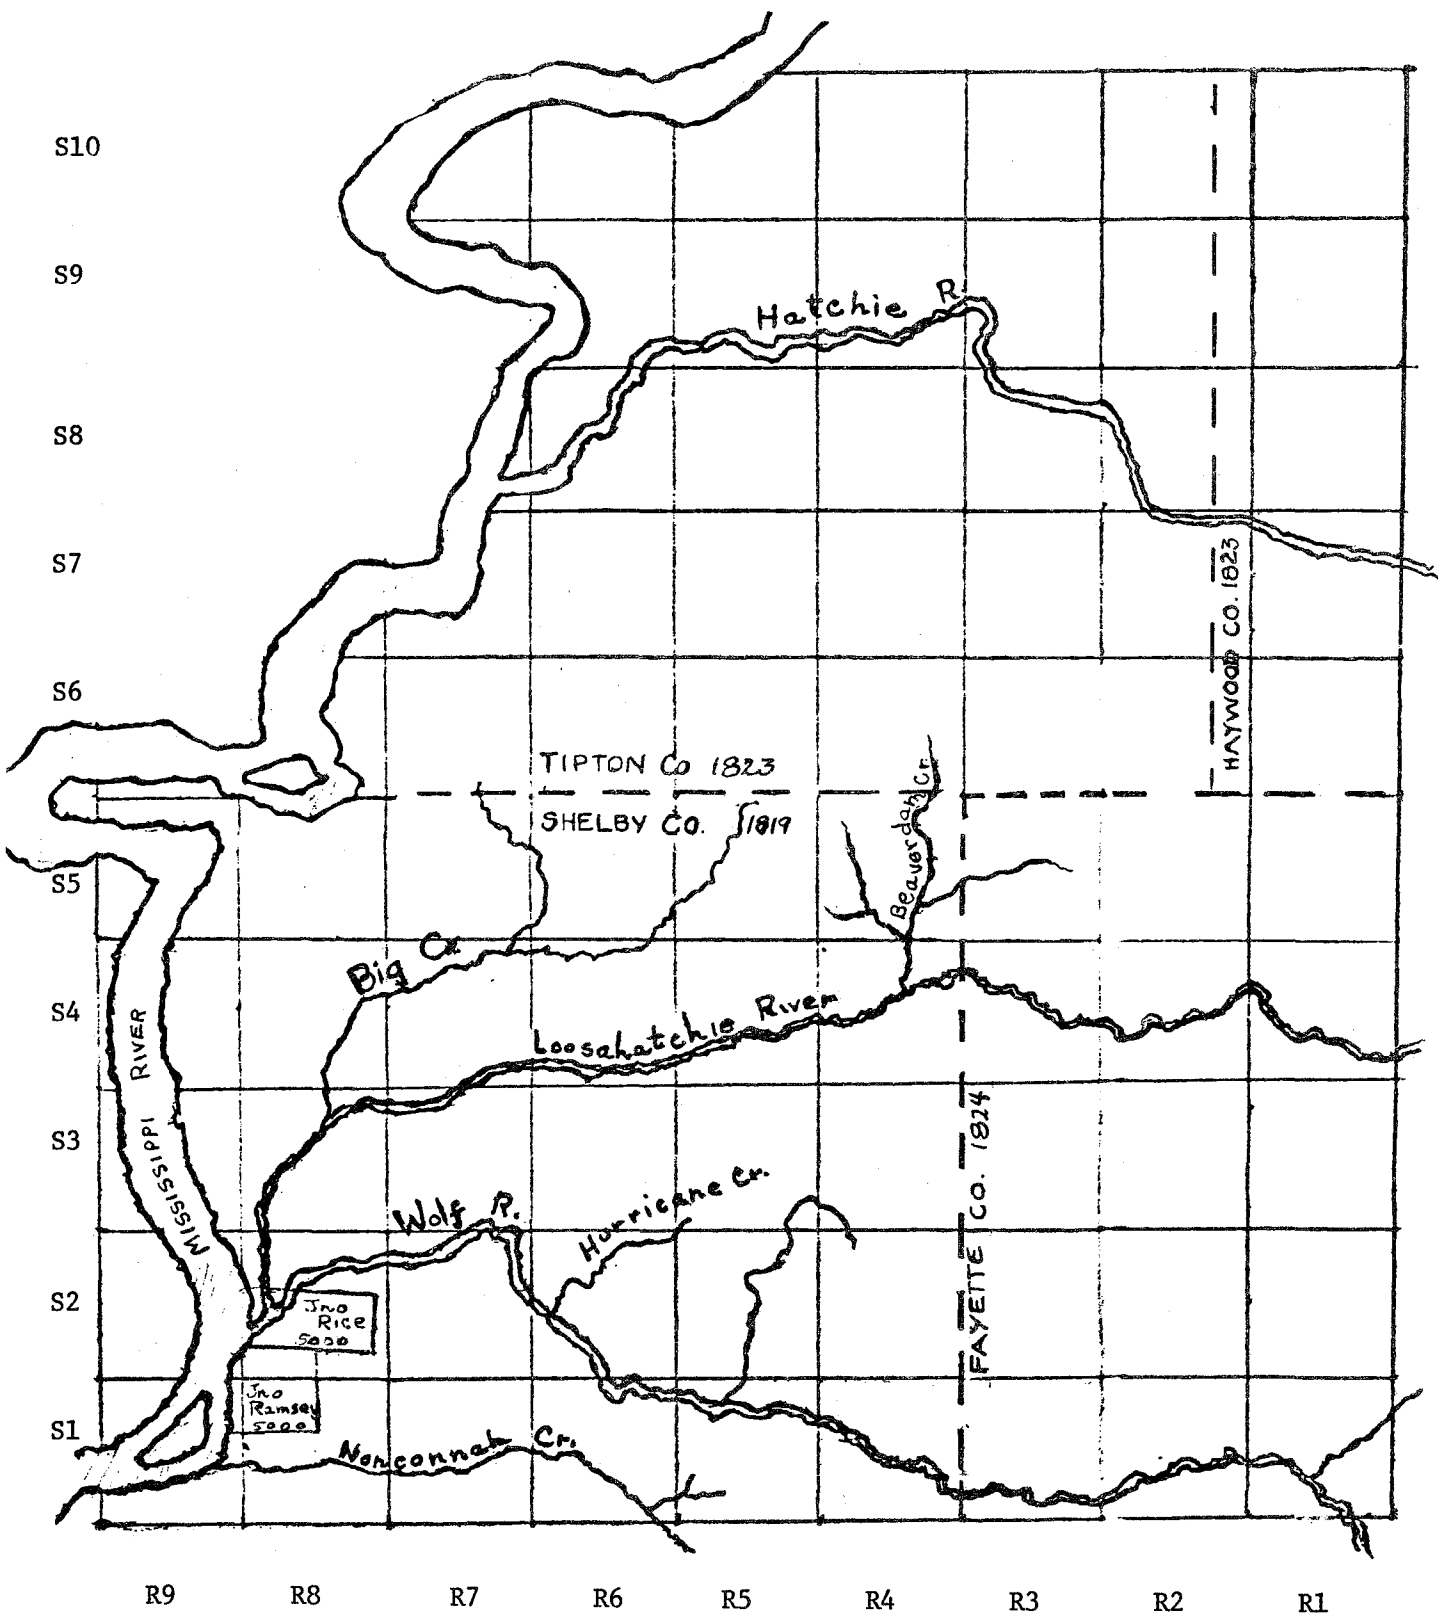 S10
S9
Hatchie R.
S8
S7
HAYWOOD CO. 1823
S6
TIPTON Co 1823
SHELBY CO. 1819
Beaverdam Cr.
S5
Big Cr
S4
Loosahatchie River
MISSISSIPPI RIVER
S3
FAYETTE CO. 1824
Wolf R.
Hurricane Cr.
S2
Jno
Rice
5000
Jno
Ramsey
5000
S1
Nonconnah Cr.
R9 R8 R7 R6 R5 R4 R3 R2 R1